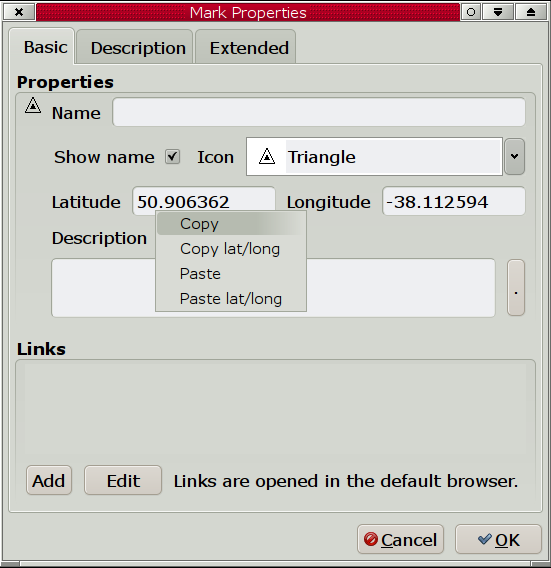 Mark Properties
Basic Description Extended
Properties
Name
Show name Icon Triangle
Latitude 50.906362 Longitude -38.112594
Copy
Description
Copy lat/long
Paste
Paste lat/long
.
Links
Add Edit Links are opened in the default browser.
Cancel OK